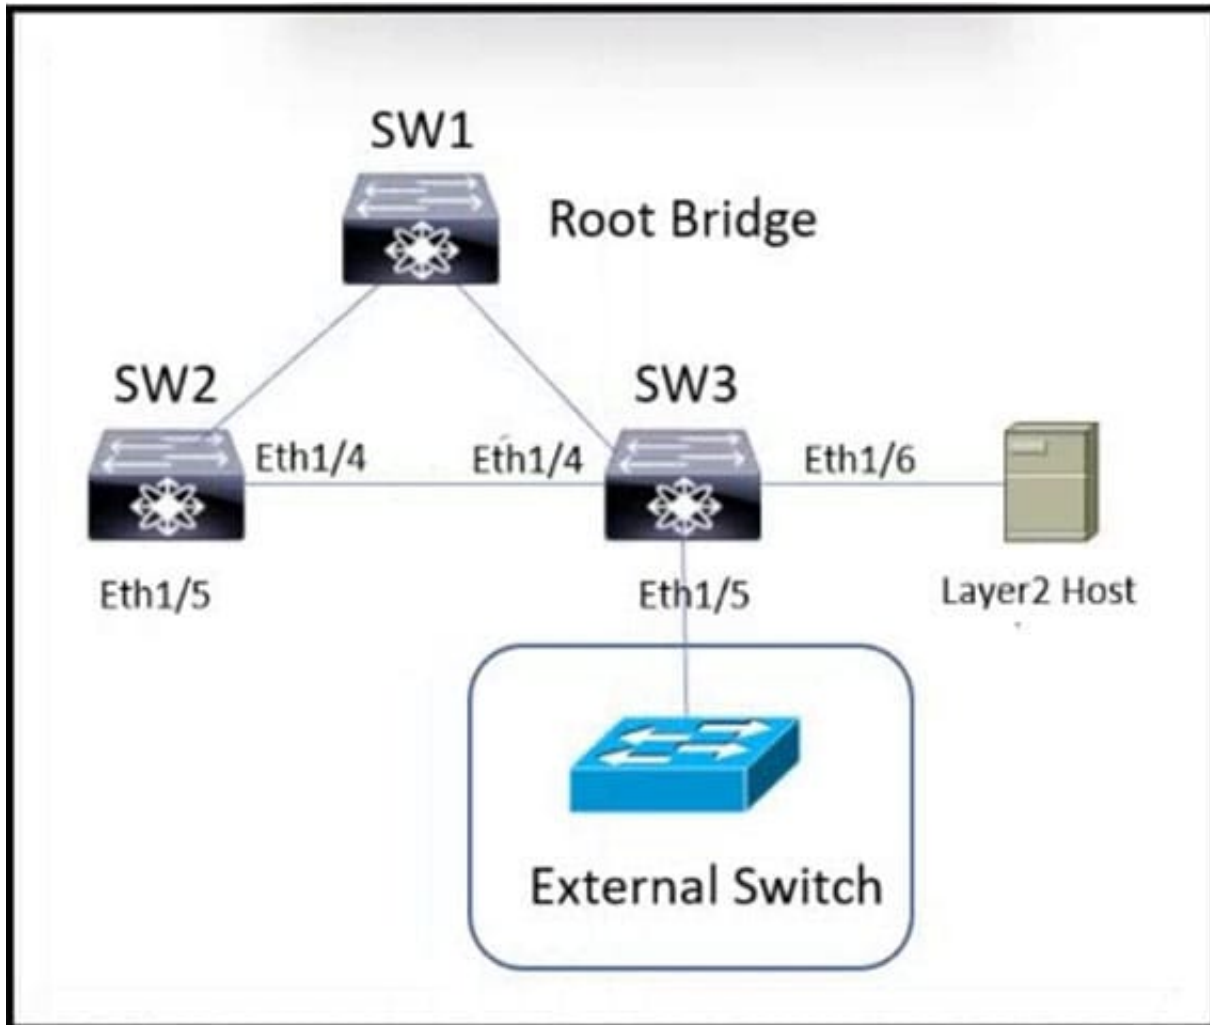 SW1
Root Bridge
SW2
SW3
Eth1/4
Eth1/4
Eth1/6
Eth1/5
Eth1/5
Layer2 Host
External Switch